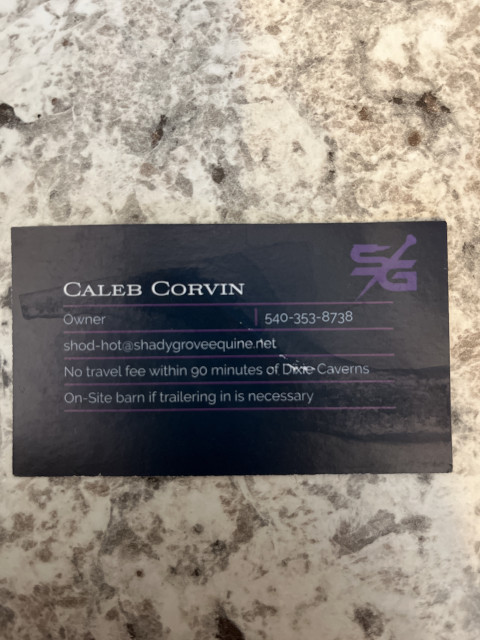 SG
CALEB CORVIN
Owner | 540-353-8738
shod-hot@shadygroveequine.net
No travel fee within 90 minutes of Dixie Caverns
On-Site barn if trailering in is necessary